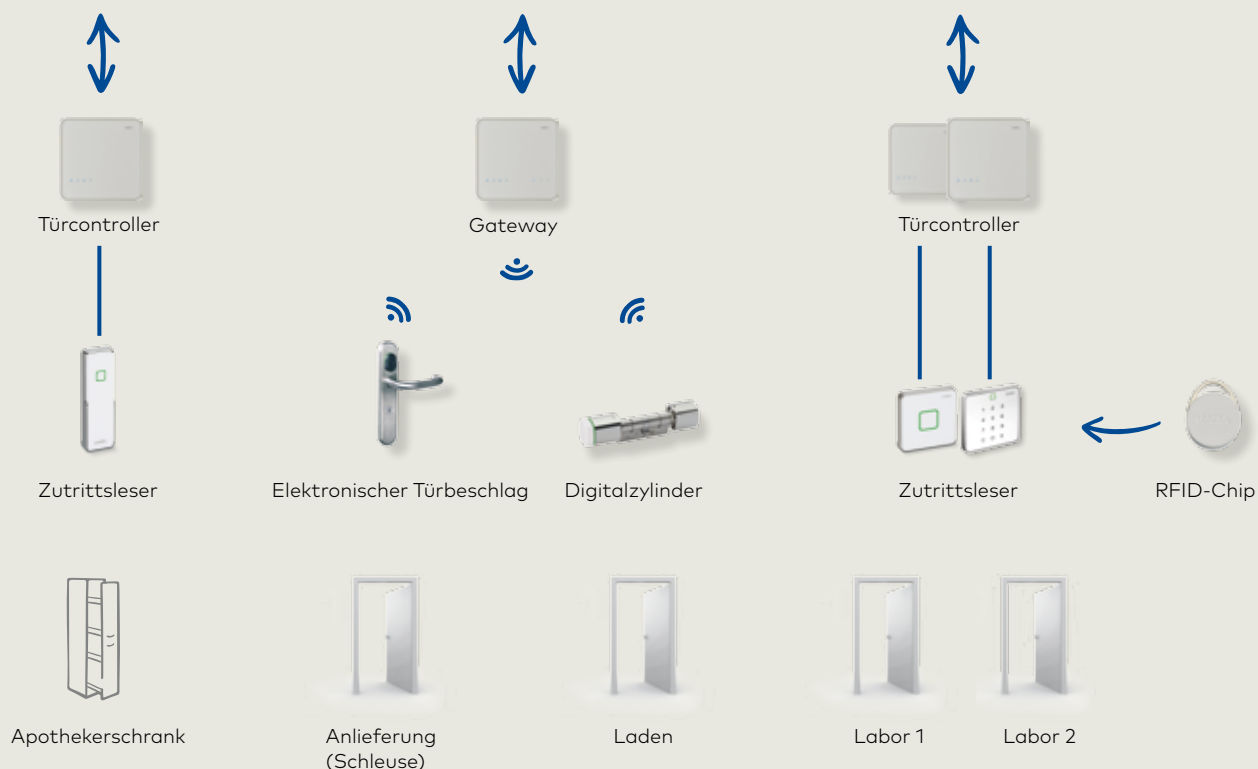 Türcontroller
Gateway
Türcontroller
Zutrittsleser
Elektronischer Türbeschlag
Digitalzylinder
Zutrittsleser
RFID-Chip
Apothekerschrank
Anlieferung
(Schleuse)
Laden
Labor 1
Labor 2